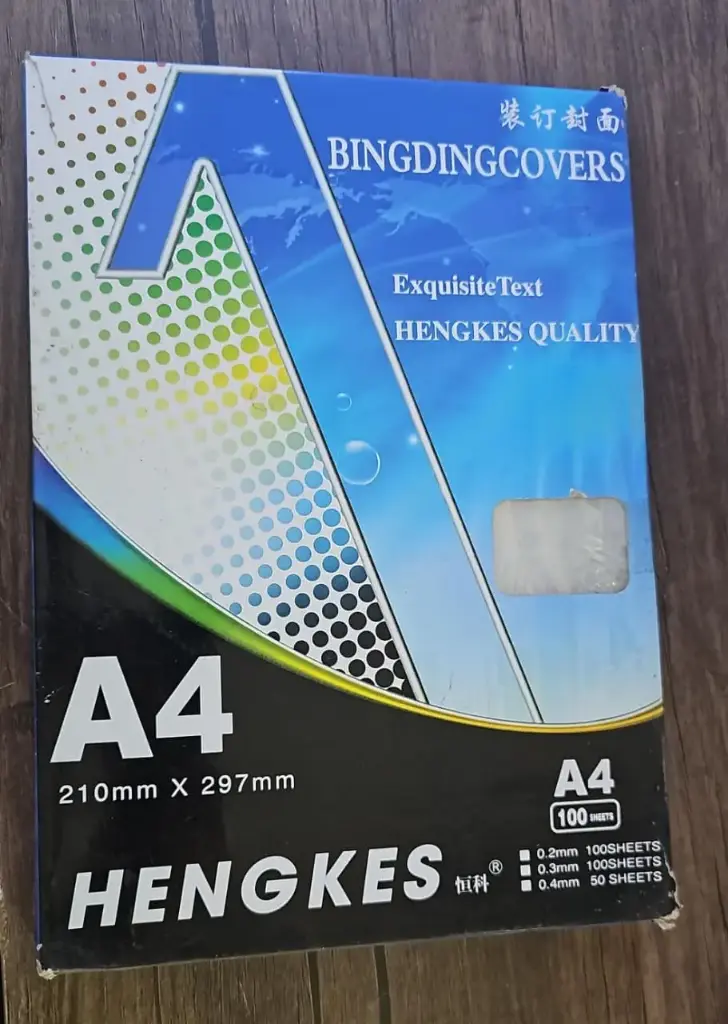 装订封面
BINGDINGCOVERS
ExquisiteText
HENGKES QUALITY
A4
210mm X 297mm
A4
100 SHEETS
0.2mm 100SHEETS
0.3mm 100SHEETS
0.4mm 50 SHEETS
HENGKES 恒科®